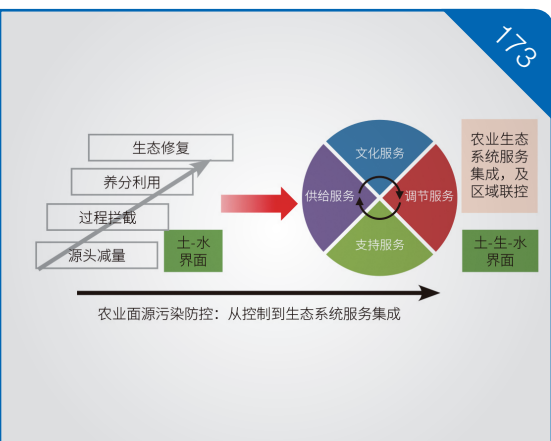 173
生态修复
养分利用
过程拦截
源头减量
土-水
界面
文化服务
供给服务
调节服务
支持服务
农业生态
系统服务
集成，及
区域联控
土-生-水
界面
农业面源污染防控：从控制到生态系统服务集成